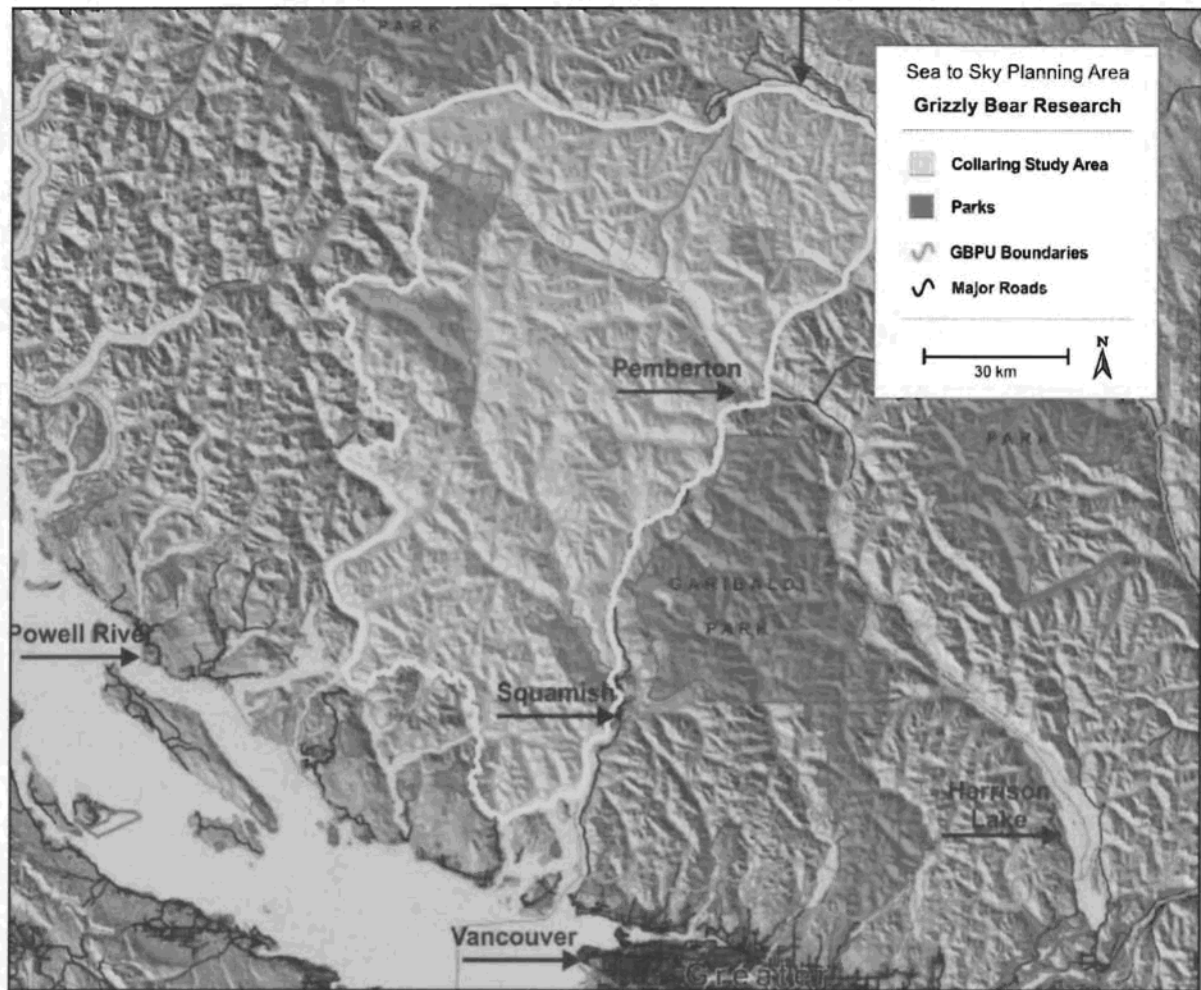 PARK
Sea to Sky Planning Area
Grizzly Bear Research
Collaring Study Area
Parks
GBPU Boundaries
Major Roads
N
30 km
Pemberton
PARK
GARIBALDI
PARK
Powell River
Squamish
Harrison
Lake
Vancouver
Greater